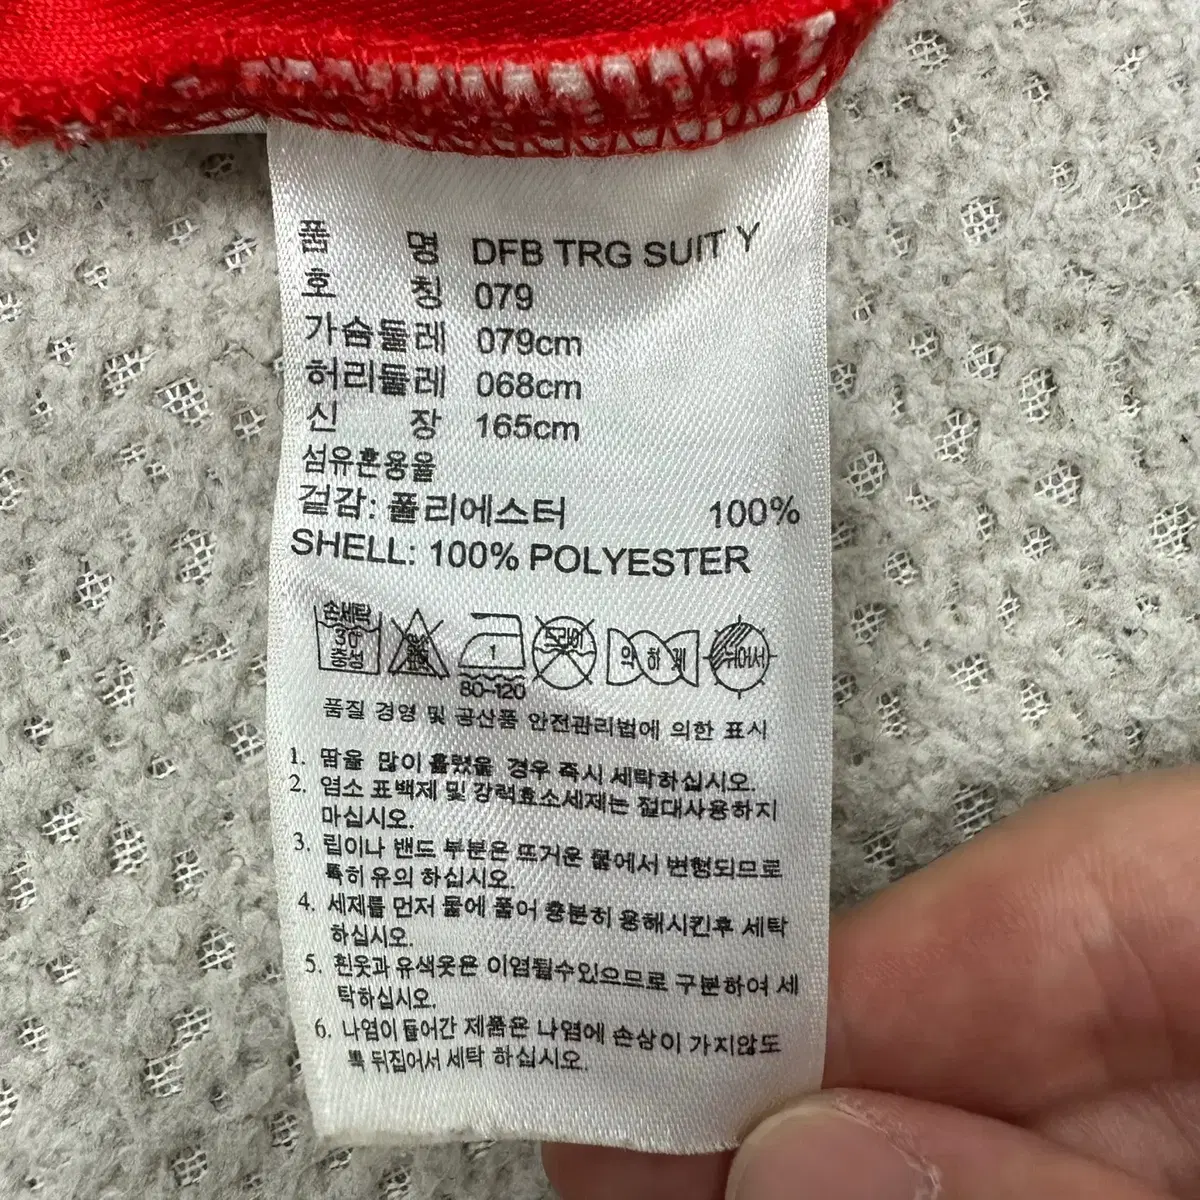 품 명 DFB TRG SUIT Y
호 칭 079
가슴둘레 079cm
허리둘레 068cm
신 장 165cm
섬유혼용율
겉감: 폴리에스터 100%
SHELL: 100% POLYESTER
손세탁 약하게
30° 1 드라이 뉘어서
중성 80-120
품질 경영 및 공산품 안전관리법에 의한 표시
1. 땀을 많이 흘렸을 경우 즉시 세탁하십시오.
2. 염소 표백제 및 강력효소세제는 절대사용하지
마십시오.
3. 립이나 밴드 부분은 뜨거운 물에서 변형되므로
특히 유의 하십시오.
4. 세제를 먼저 물에 풀어 충분히 용해시킨후 세탁
하십시오.
5. 흰옷과 유색옷은 이염될수있으므로 구분하여 세
탁하십시오.
6. 나염이 들어간 제품은 나염에 손상이 가지않도
록 뒤집어서 세탁 하십시오.